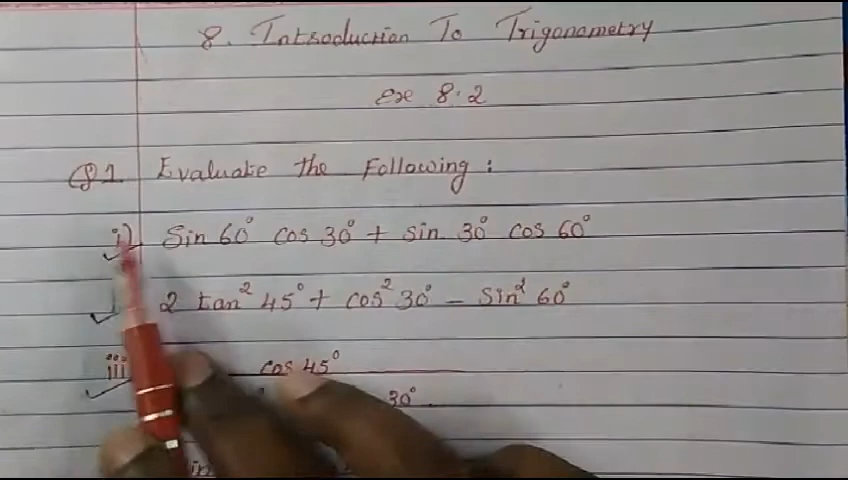 8. Introduction To Trigonometry
exe 8.2
Q1 Evaluate the Following :
i) Sin 60° cos 30° + sin 30° cos 60°
2 tan² 45° + cos² 30° - sin² 60°
iii cos 45°
30°